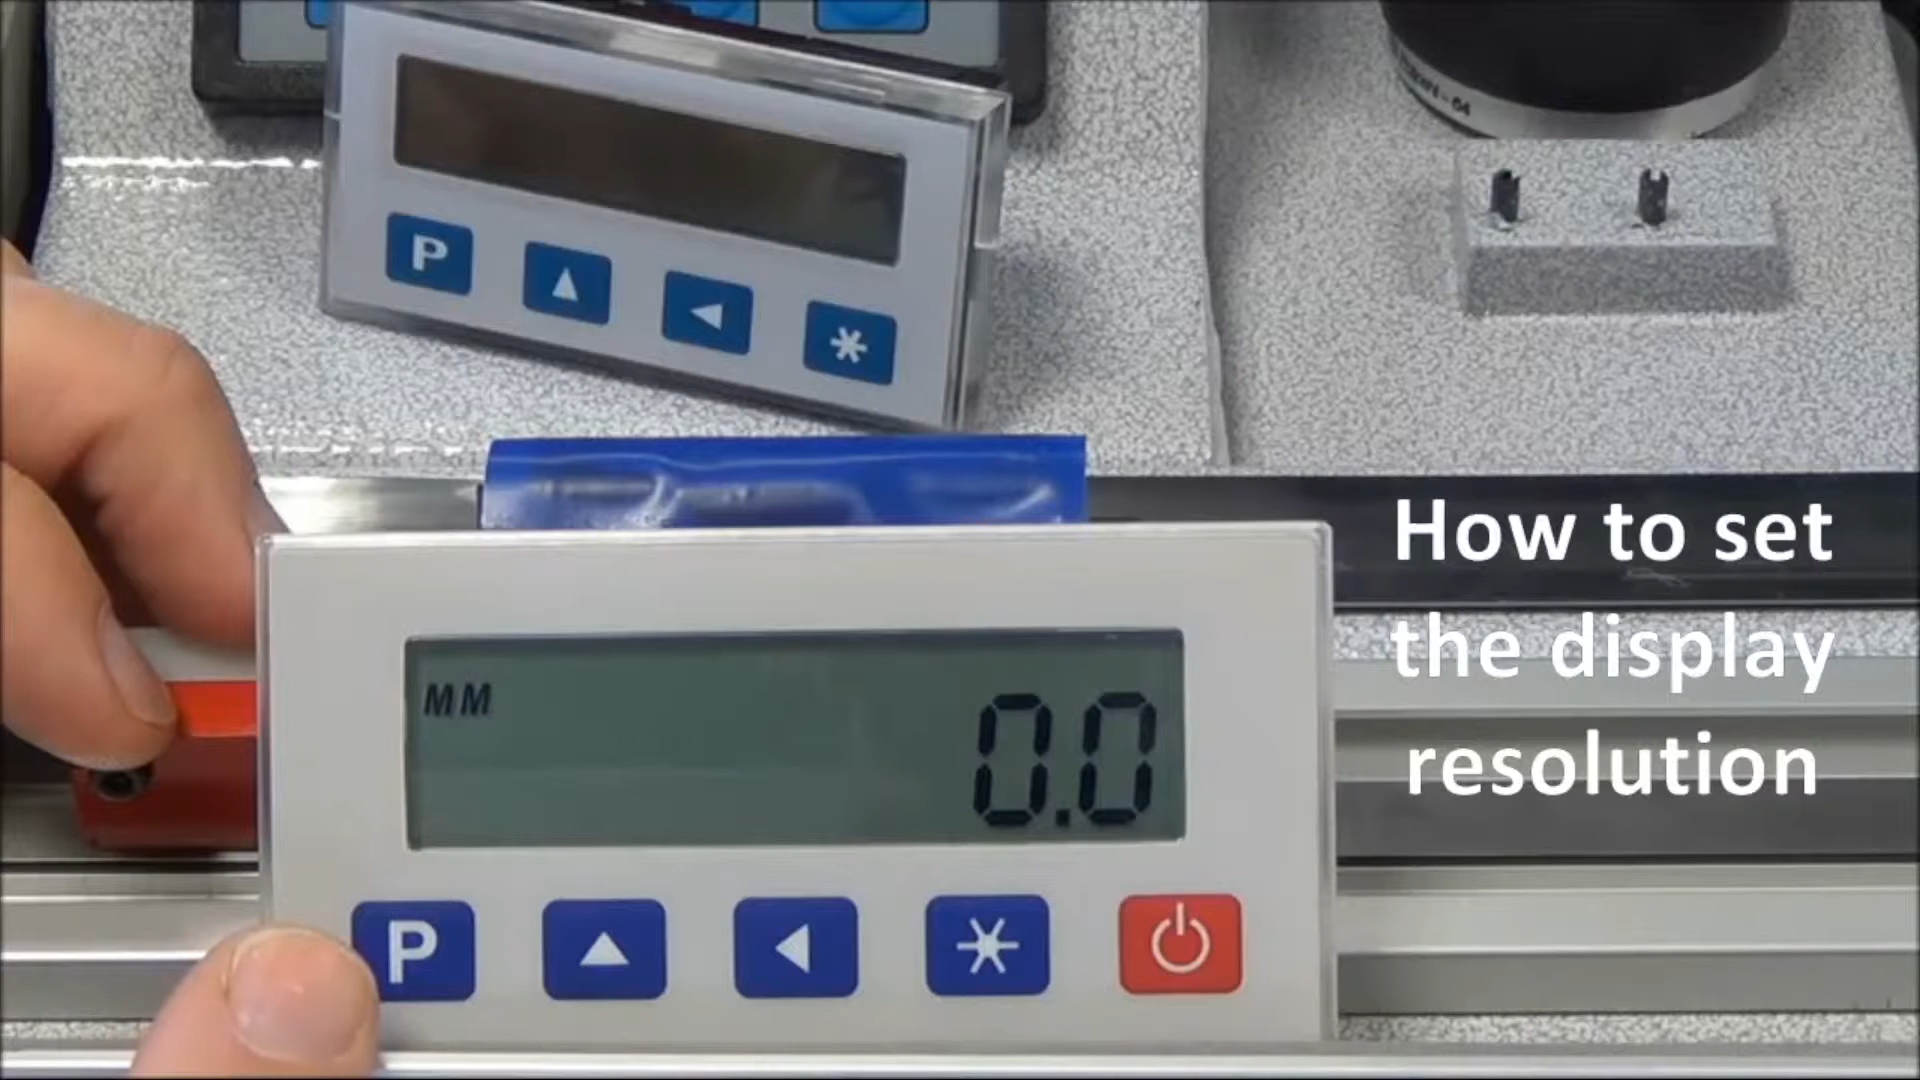 P
How to set
the display
resolution
MM
0.0
P